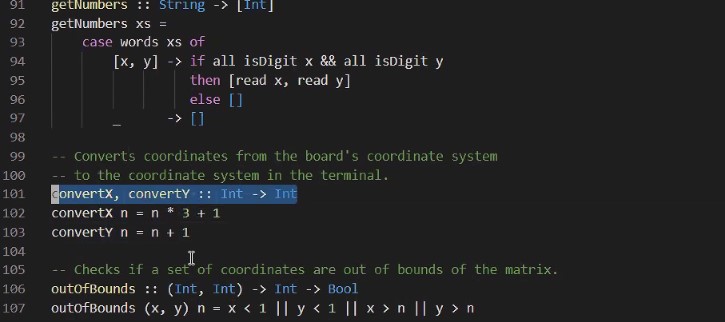 91 getNumbers :: String -> [Int]
92 getNumbers xs =
93 case words xs of
94 [x, y] -> if all isDigit x && all isDigit y
95 then [read x, read y]
96 else []
97 _ -> []
98
99 -- Converts coordinates from the board's coordinate system
100 -- to the coordinate system in the terminal.
101 convertX, convertY :: Int -> Int
102 convertX n = n * 3 + 1
103 convertY n = n + 1
104
105 -- Checks if a set of coordinates are out of bounds of the matrix.
106 outOfBounds :: (Int, Int) -> Int -> Bool
107 outOfBounds (x, y) n = x < 1 || y < 1 || x > n || y > n